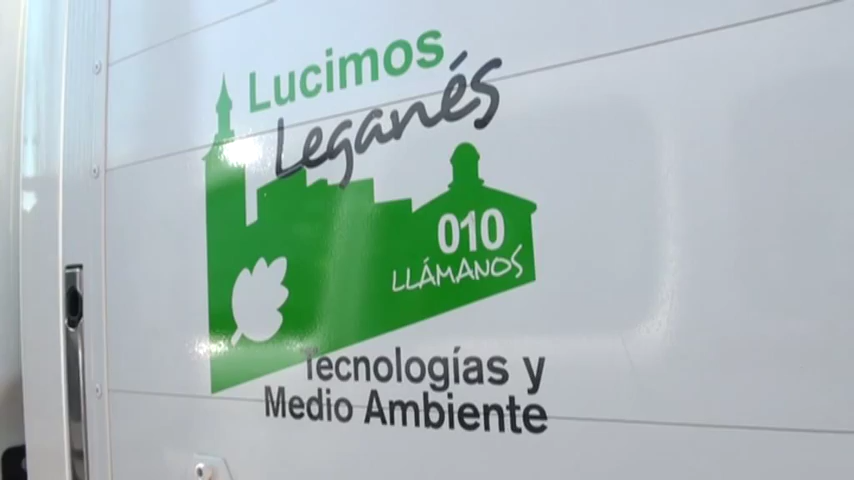 Lucimos
Leganés
010
LLÁMANOS
Tecnologías y
Medio Ambiente